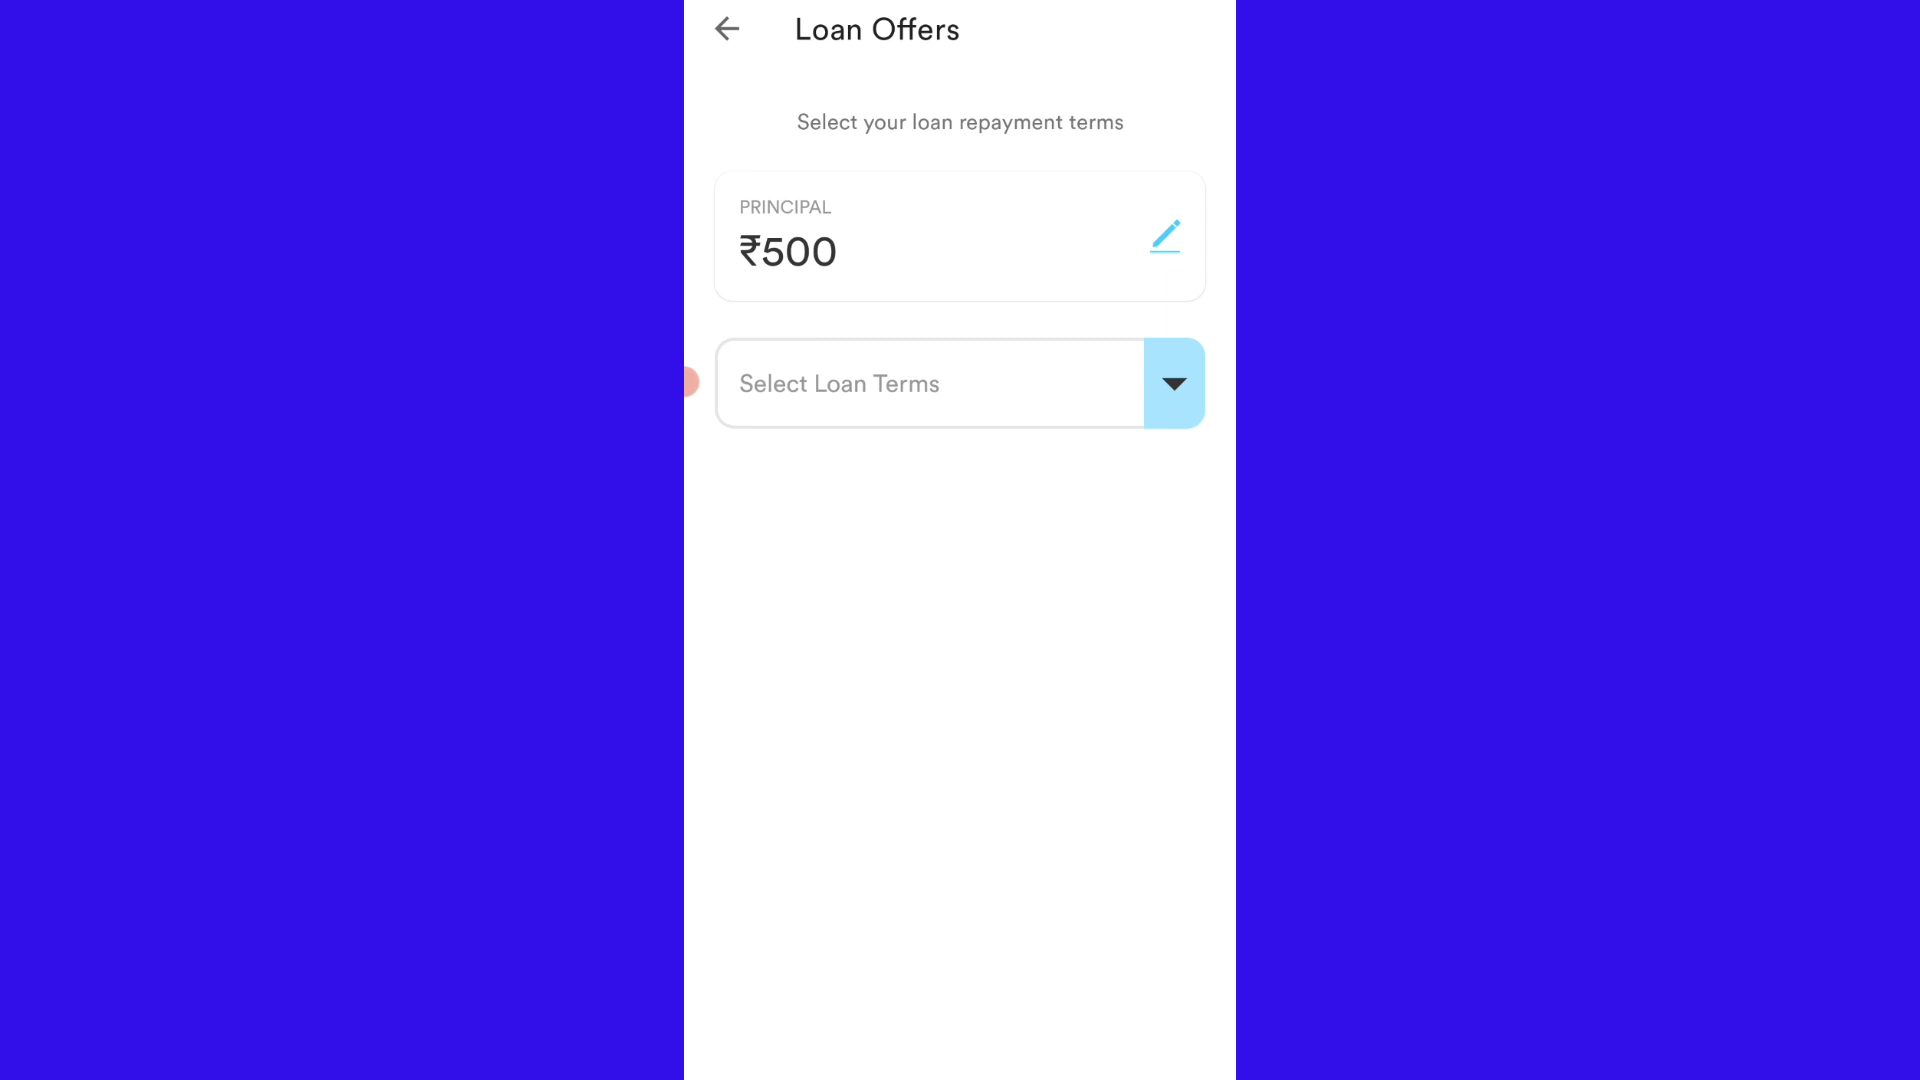 Loan Offers
Select your loan repayment terms
PRINCIPAL
₹500
Select Loan Terms